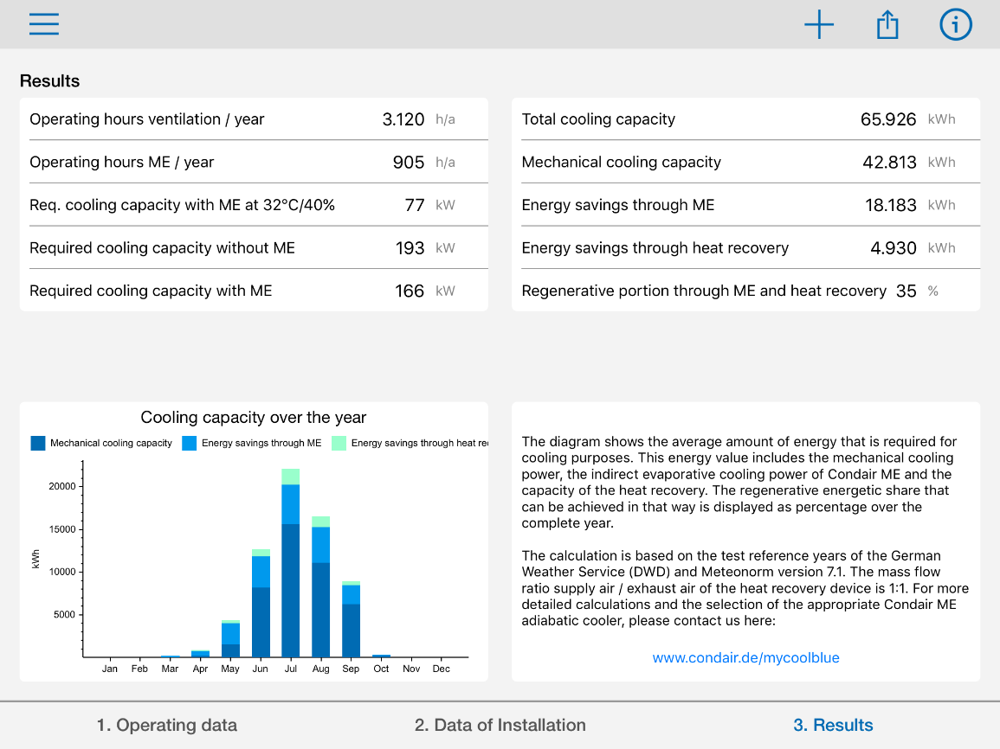 Results
Operating hours ventilation / year 3.120 h/a
Operating hours ME / year 905 h/a
Req. cooling capacity with ME at 32°C/40% 77 kW
Required cooling capacity without ME 193 kW
Required cooling capacity with ME 166 kW
Total cooling capacity 65.926 kWh
Mechanical cooling capacity 42.813 kWh
Energy savings through ME 18.183 kWh
Energy savings through heat recovery 4.930 kWh
Regenerative portion through ME and heat recovery 35 %
Cooling capacity over the year
Mechanical cooling capacity Energy savings through ME Energy savings through heat re
20000
15000
10000
5000
kWh
Jan Feb Mar Apr May Jun Jul Aug Sep Oct Nov Dec
The diagram shows the average amount of energy that is required for
cooling purposes. This energy value includes the mechanical cooling
power, the indirect evaporative cooling power of Condair ME and the
capacity of the heat recovery. The regenerative energetic share that
can be achieved in that way is displayed as percentage over the
complete year.
The calculation is based on the test reference years of the German
Weather Service (DWD) and Meteonorm version 7.1. The mass flow
ratio supply air / exhaust air of the heat recovery device is 1:1. For more
detailed calculations and the selection of the appropriate Condair ME
adiabatic cooler, please contact us here:
www.condair.de/mycoolblue
1. Operating data 2. Data of Installation 3. Results